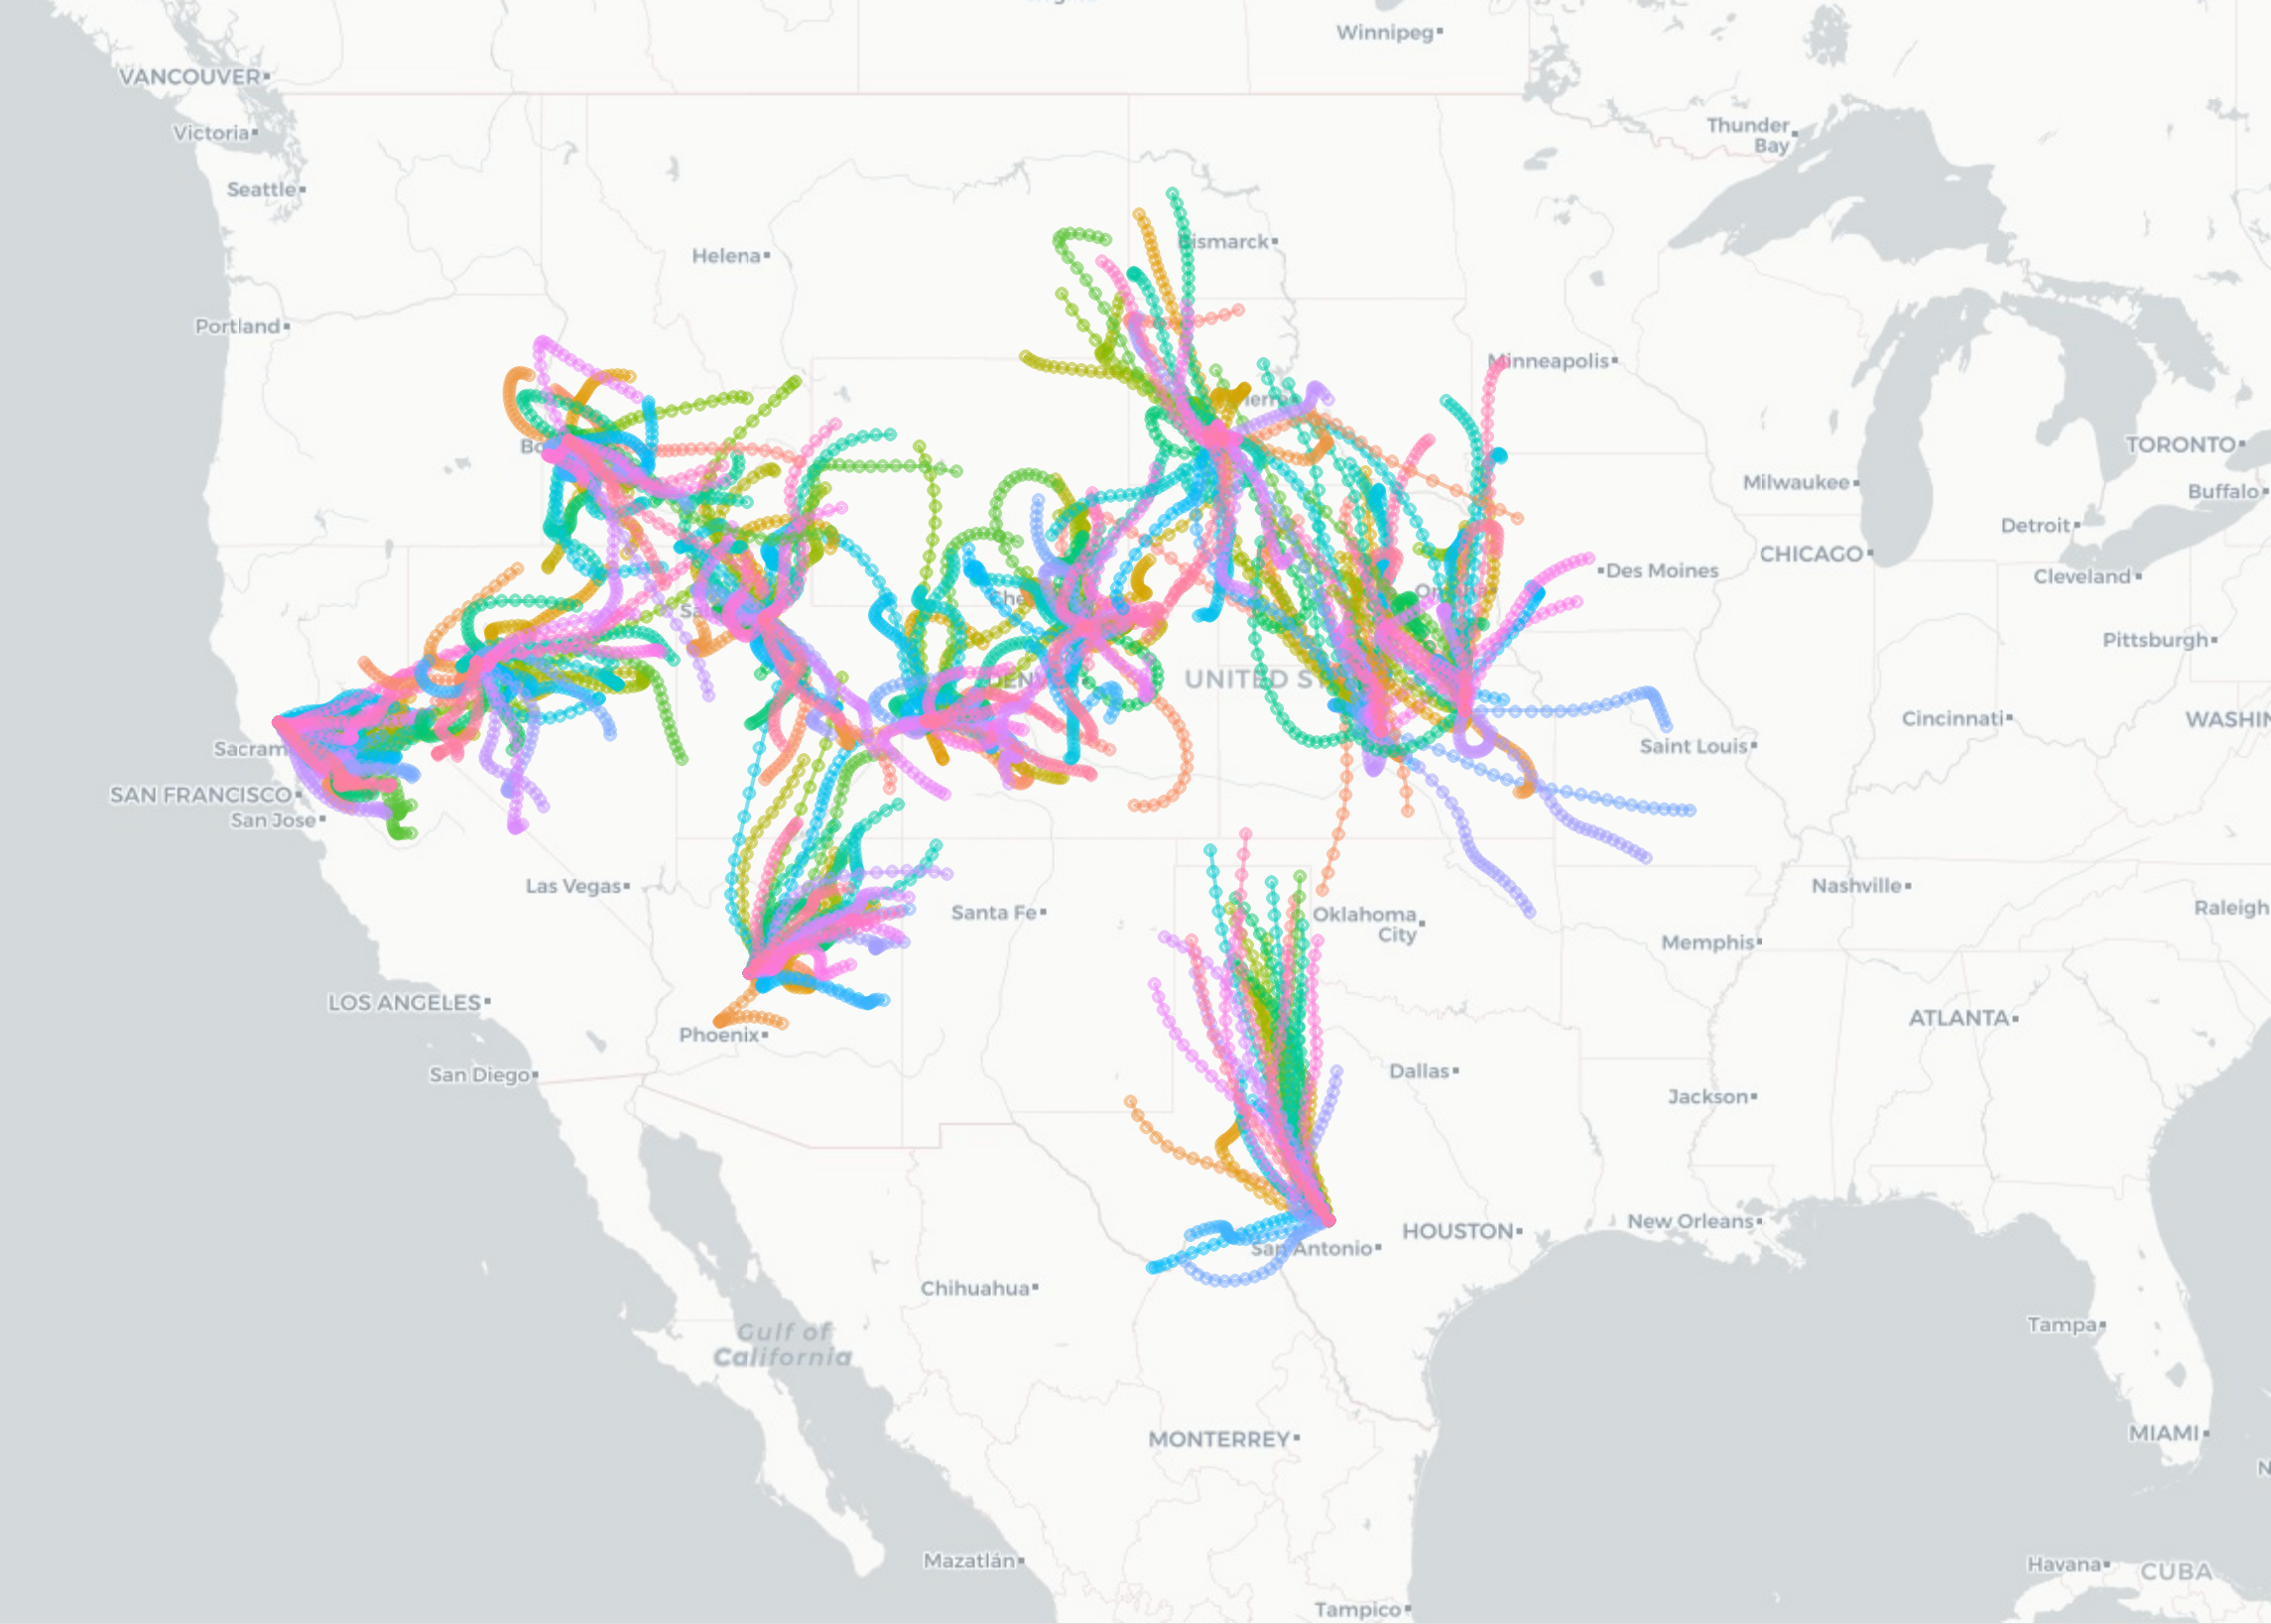 Winnipeg
VANCOUVER
Thunder
Bay
Victoria
Seattle
Bismarck
Helena
Portland
Minneapolis
TORONTO
Milwaukee
Buffalo
Detroit
CHICAGO
Des Moines
Cleveland
Omaha
Pittsburgh
DENV
UNITED ST
Cincinnati
WASHIN
Sacram
Saint Louis
SAN FRANCISCO
San Jose
Las Vegas
Nashville
Santa Fe
Oklahoma
City
Raleigh
Memphis
LOS ANGELES
ATLANTA
Phoenix
San Diego
Dallas
Jackson
New Orleans
HOUSTON
San Antonio
Chihuahua
Gulf of
California
Tampa
MIAMI
MONTERREY
N
Mazatlán
Havana
CUBA
Tampico